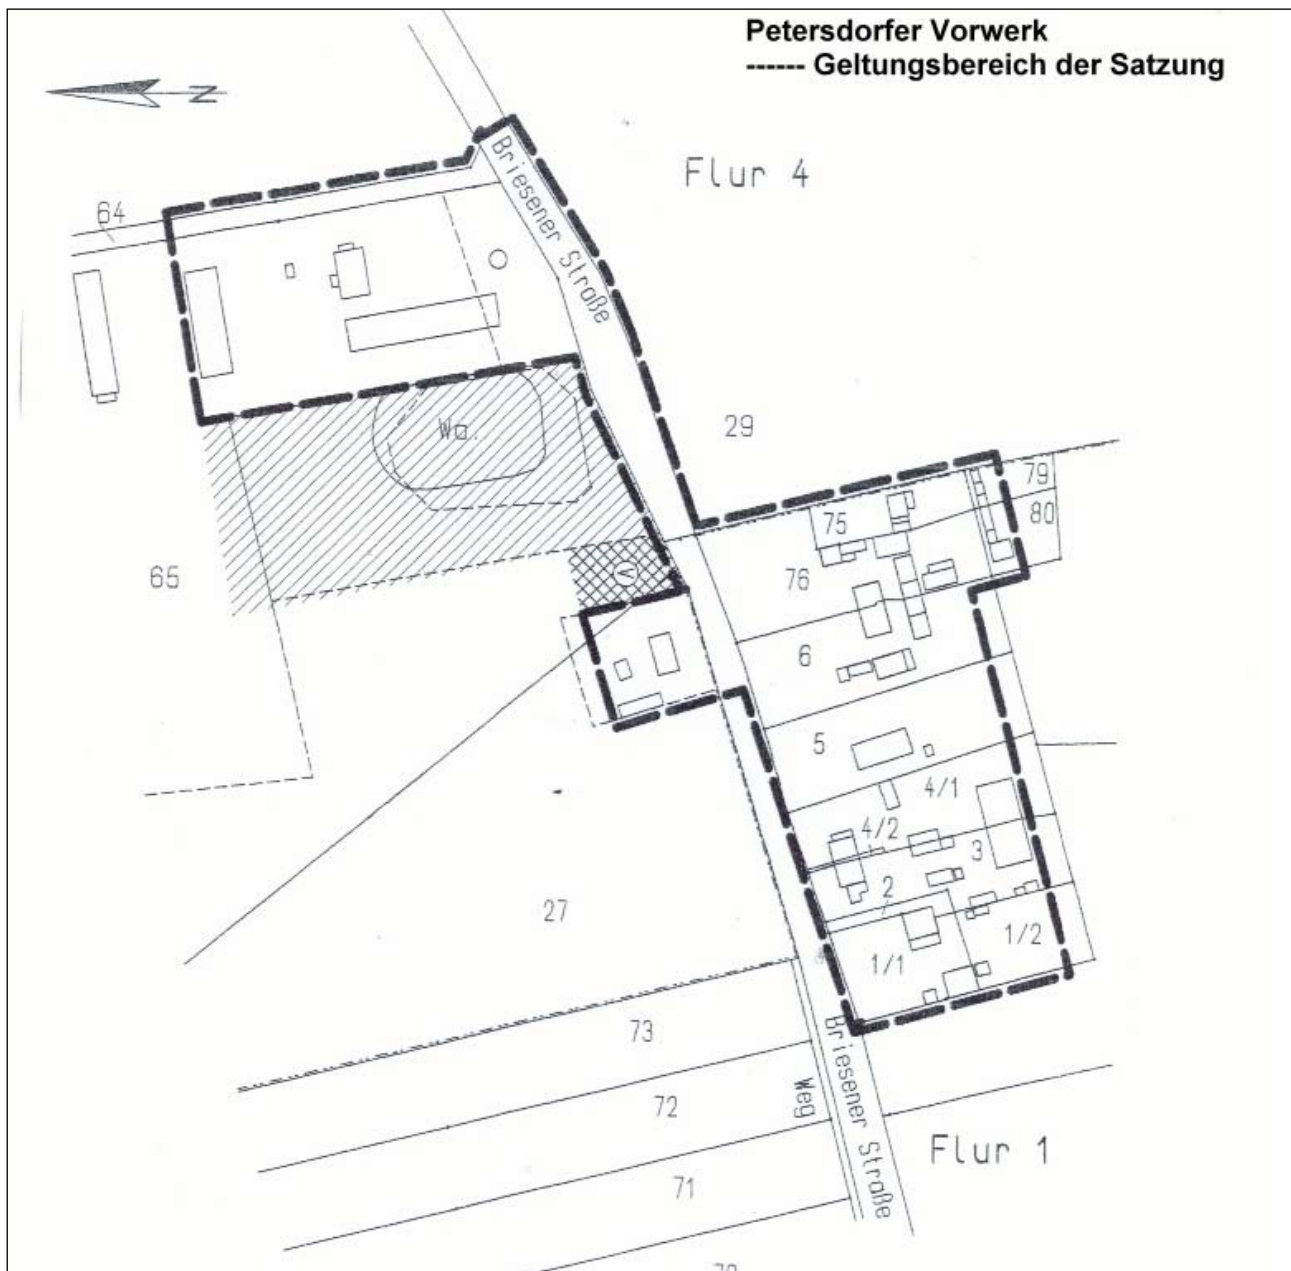 Petersdorfer Vorwerk
------ Geltungsbereich der Satzung
N
Flur 4
Briesener Straße
64
Wa.
29
65
79
80
75
76
V
6
5
4/1
4/2
3
2
27
1/1
1/2
73
Briesener Straße
Weg
72
Flur 1
71